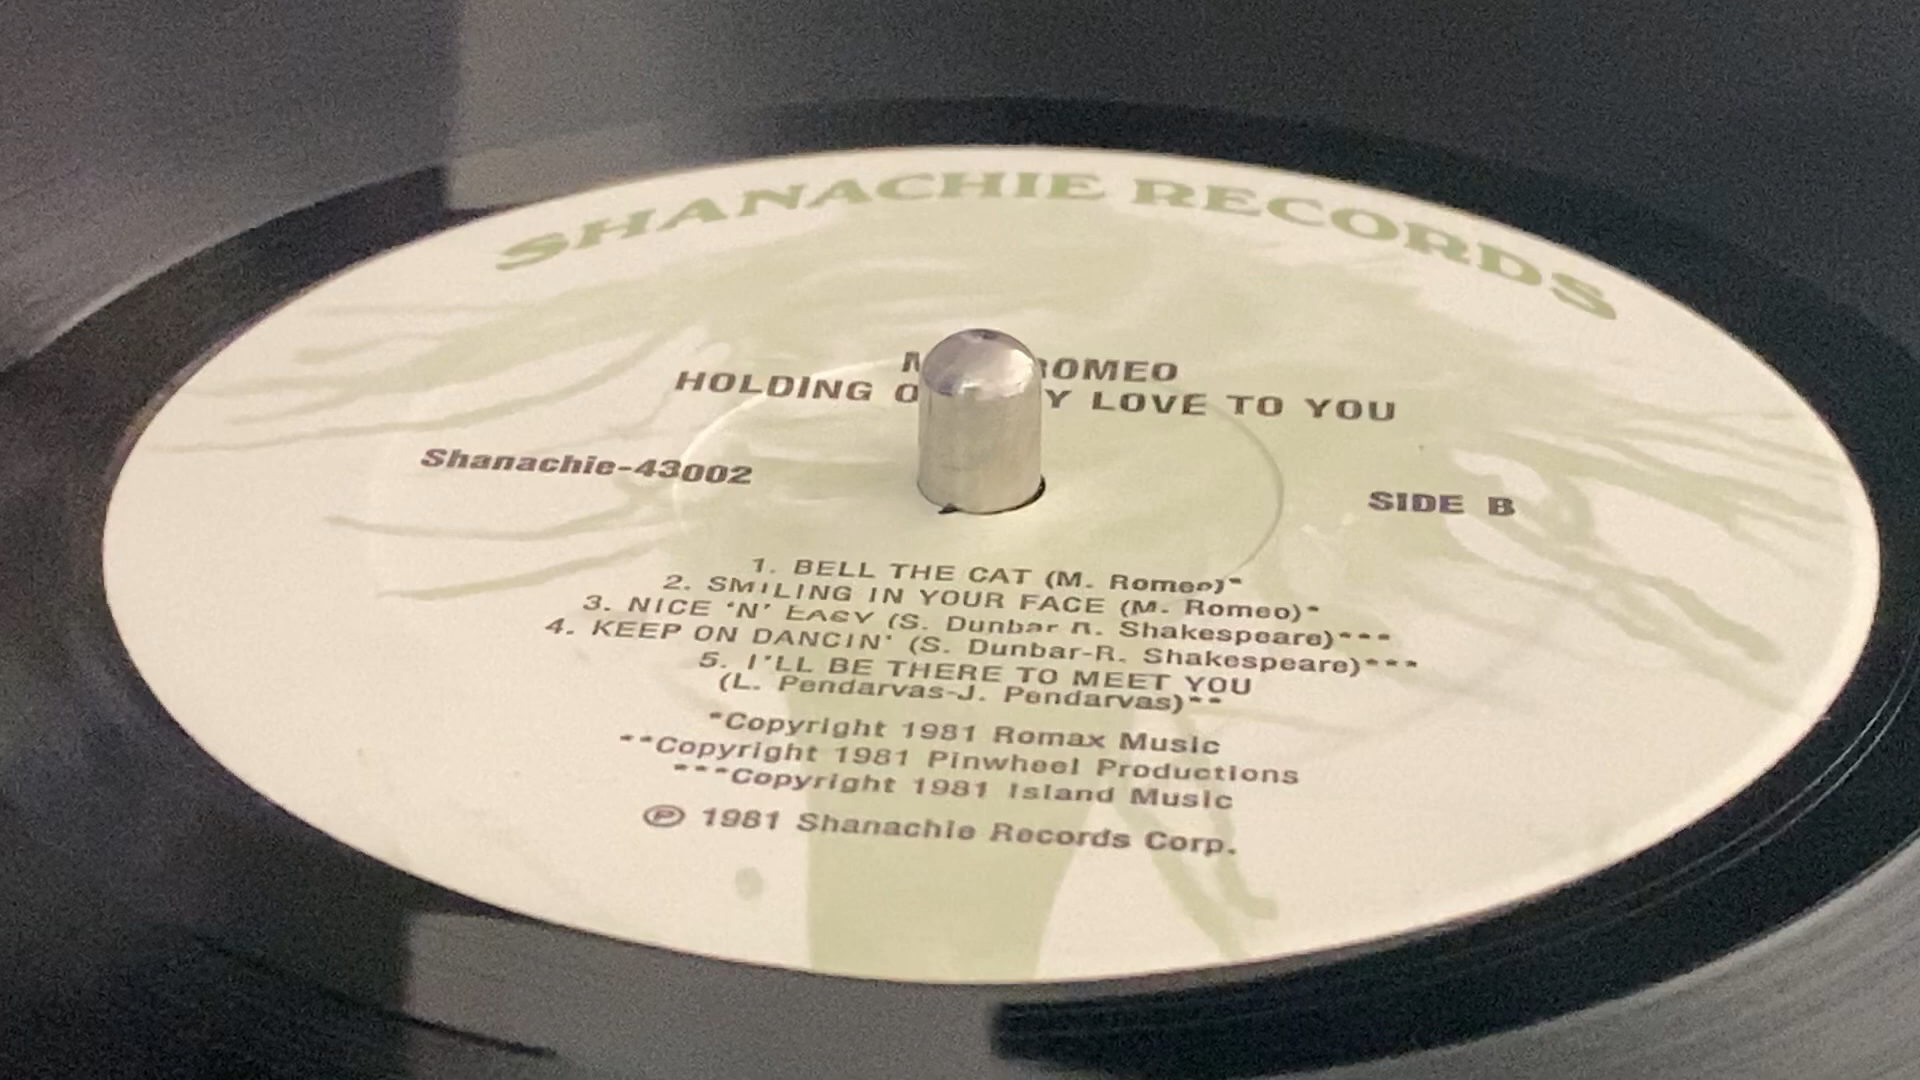 SHANACHIE RECORDS
ROMEO
HOLDING LOVE TO YOU
Shanachie-43002
SIDE B
1. BELL THE CAT (M. Romeo)*
2. SMILING IN YOUR FACE (M. Romeo)*
3. NICE 'N' EASY (S. Dunbar R. Shakespeare)***
4. KEEP ON DANCIN' (S. Dunbar-R. Shakespeare)***
5. I'LL BE THERE TO MEET YOU
(L. Pendarvas-J. Pendarvas)**
*Copyright 1981 Romax Music
**Copyright 1981 Pinwheel Productions
***Copyright 1981 Island Music
Ⓟ 1981 Shanachie Records Corp.